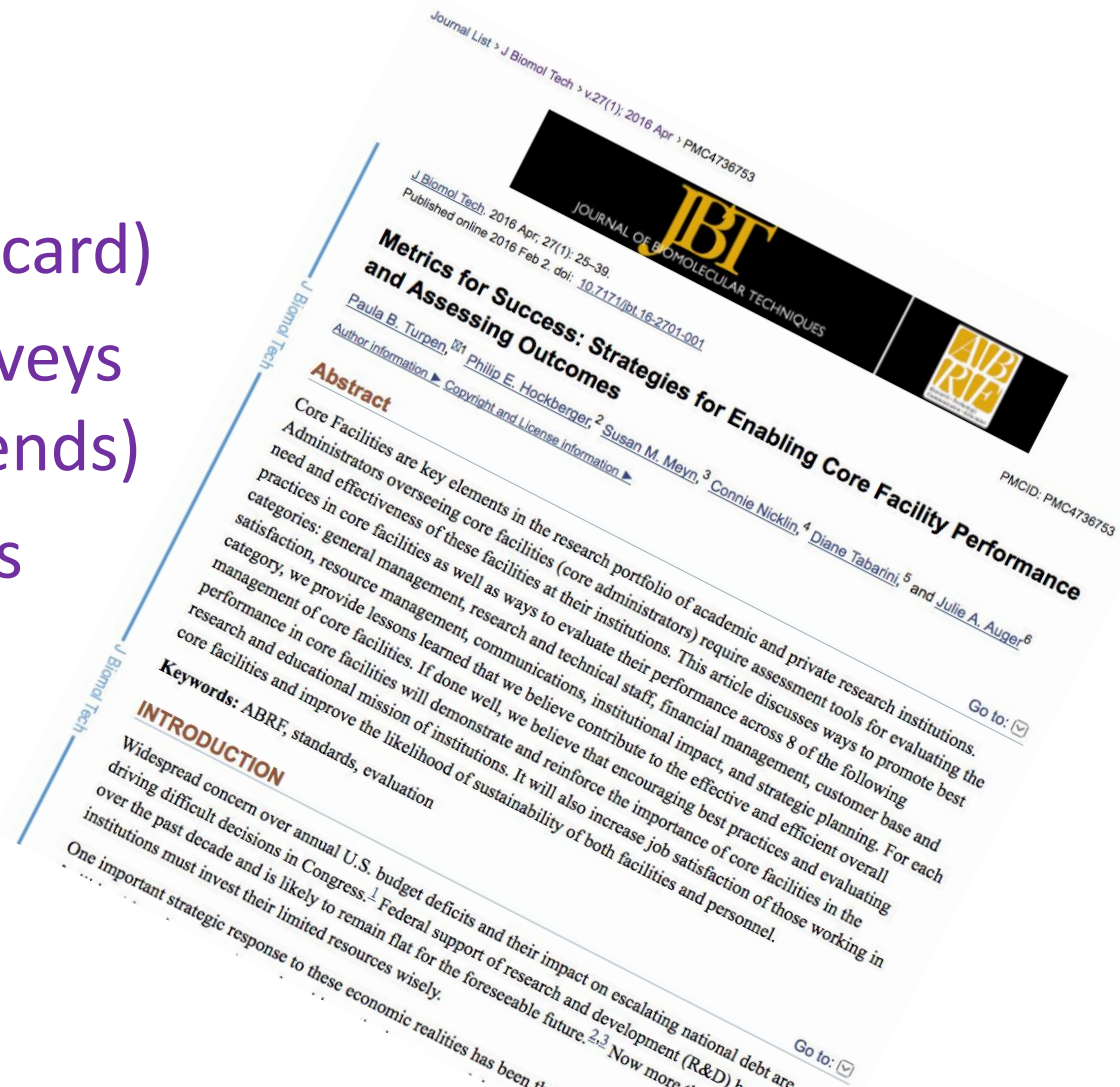 card)
veys
ends)
s
Journal List > J Biomol Tech > v.27(1); 2016 Apr > PMC4736753
JOURNAL OF BIOMOLECULAR TECHNIQUES
JBT
ABRF
J Biomol Tech. 2016 Apr; 27(1): 25–39.
Published online 2016 Feb 2. doi: 10.7171/jbt.16-2701-001
PMCID: PMC4736753
Metrics for Success: Strategies for Enabling Core Facility Performance
and Assessing Outcomes
Paula B. Turpen, 1 Philip E. Hockberger, 2 Susan M. Meyn, 3 Connie Nicklin, 4 Diane Tabarini, 5 and Julie A. Auger 6
Author information ► Copyright and License information ►
Abstract
Go to:
Core Facilities are key elements in the research portfolio of academic and private research institutions.
Administrators overseeing core facilities (core administrators) require assessment tools for evaluating the
need and effectiveness of these facilities at their institutions. This article discusses ways to promote best
practices in core facilities as well as ways to evaluate their performance across 8 of the following
categories: general management, research and technical staff, financial management, customer base and
satisfaction, resource management, communications, institutional impact, and strategic planning. For each
category, we provide lessons learned that we believe contribute to the effective and efficient overall
management of core facilities. If done well, we believe that encouraging best practices and evaluating
performance in core facilities will demonstrate and reinforce the importance of core facilities in the
research and educational mission of institutions. It will also increase job satisfaction of those working in
core facilities and improve the likelihood of sustainability of both facilities and personnel.
Keywords: ABRF, standards, evaluation
INTRODUCTION
Go to:
Widespread concern over annual U.S. budget deficits and their impact on escalating national debt are
driving difficult decisions in Congress.1 Federal support of research and development (R&D) h
over the past decade and is likely to remain flat for the foreseeable future.2,3 Now more
institutions must invest their limited resources wisely.
One important strategic response to these economic realities has been th
J Biomol Tech
J Biomol Tech